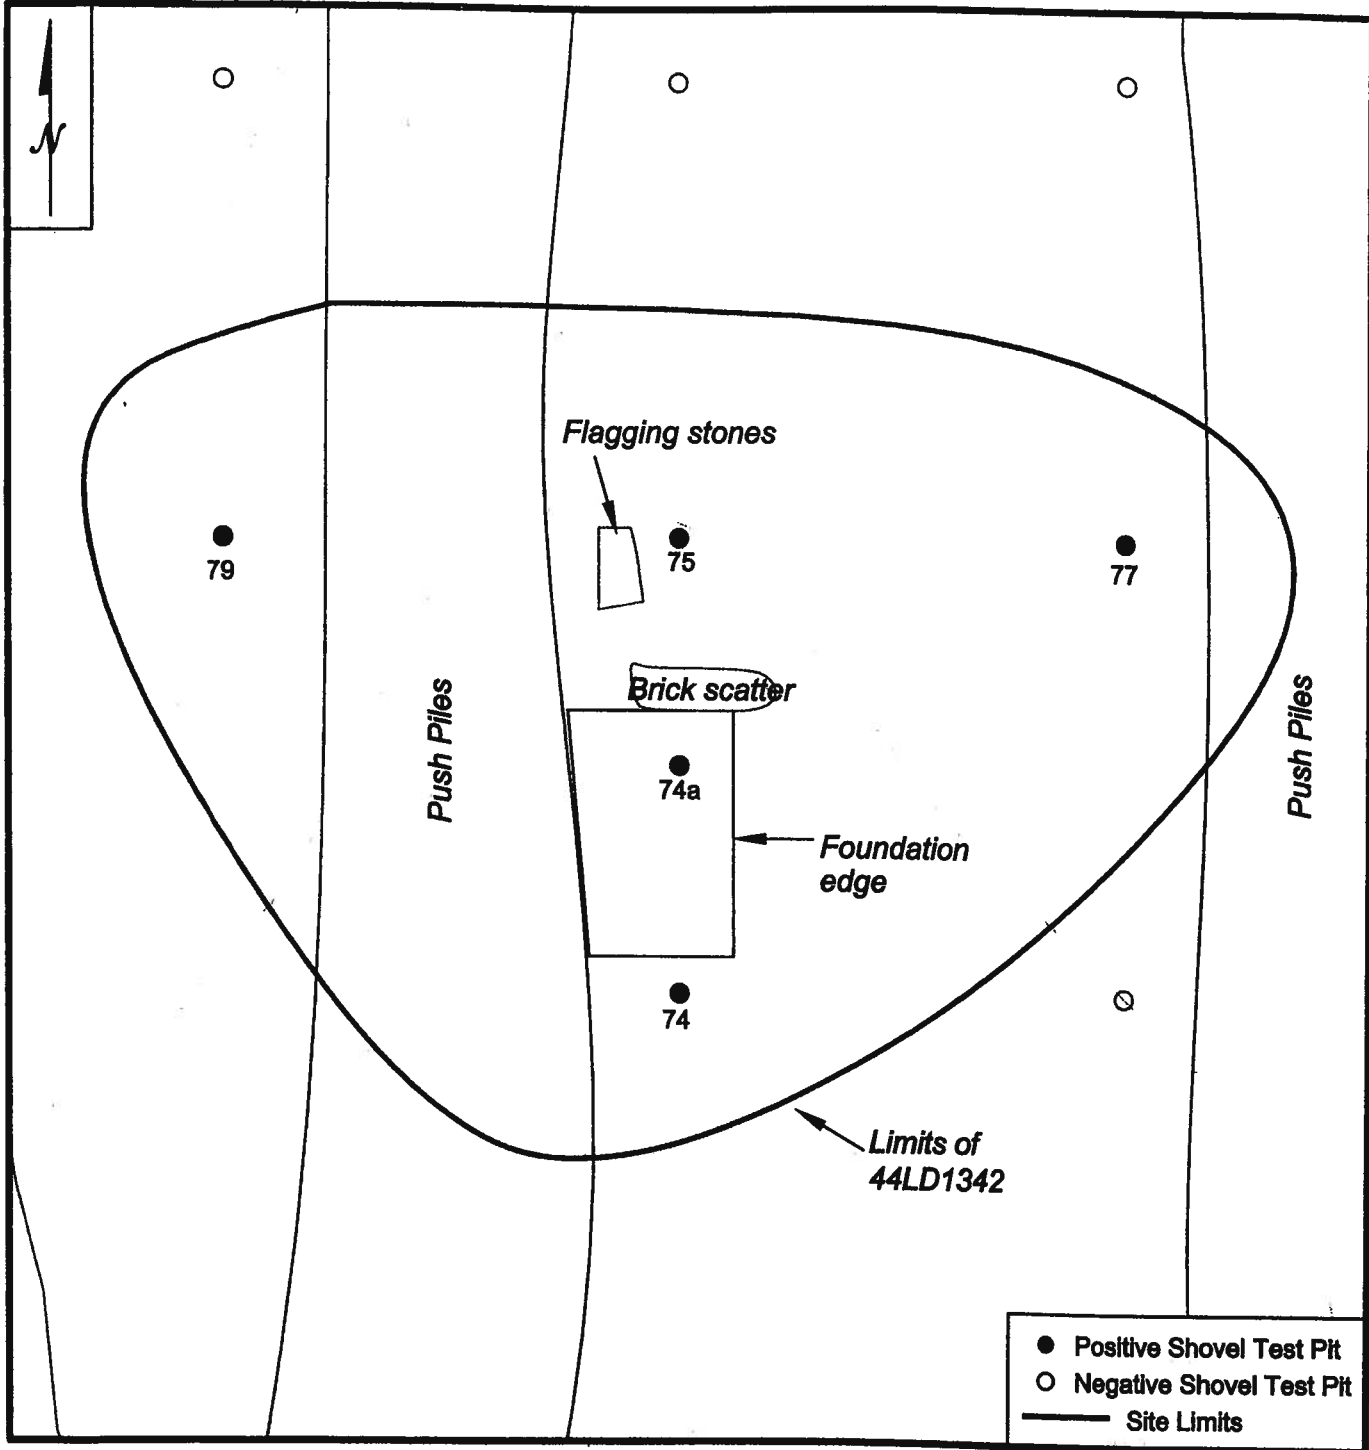 N
Flagging stones
79
75
77
Brick scatter
Push Piles
Push Piles
74a
Foundation
edge
74
Limits of
44LD1342
Positive Shovel Test Pit
Negative Shovel Test Pit
Site Limits